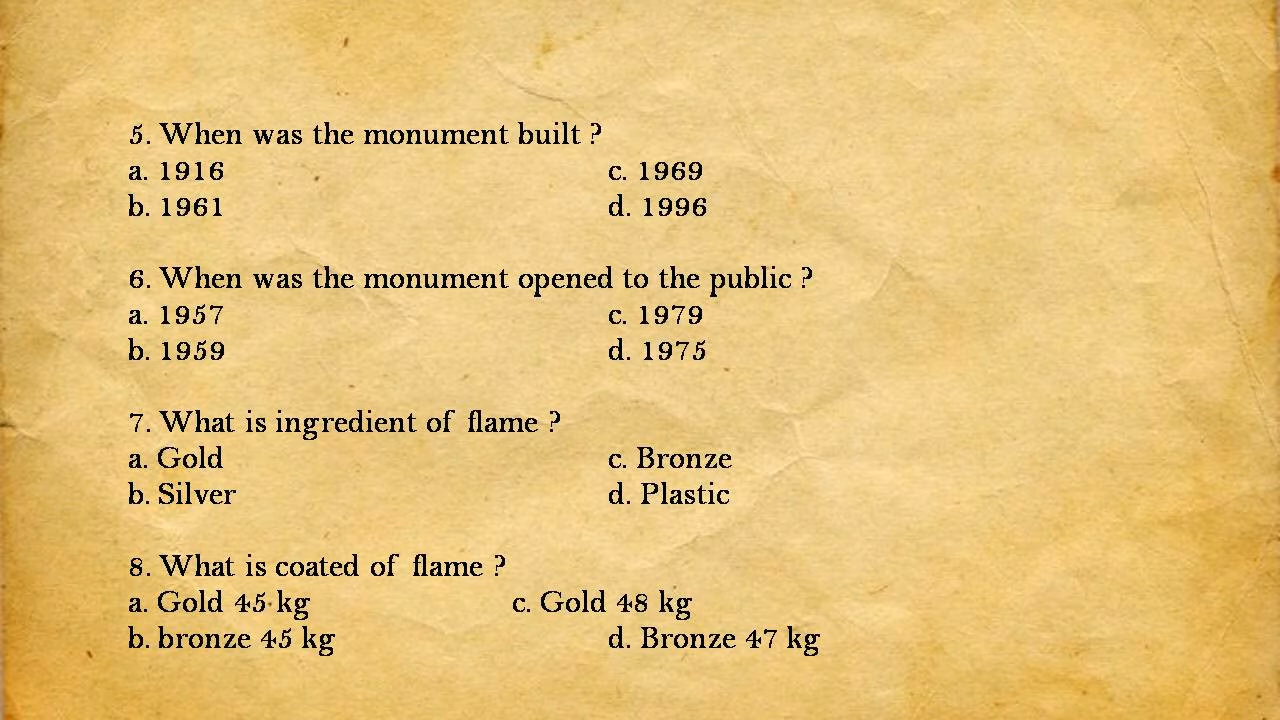 5. When was the monument built ?
a. 1916 c. 1969
b. 1961 d. 1996
6. When was the monument opened to the public ?
a. 1957 c. 1979
b. 1959 d. 1975
7. What is ingredient of flame ?
a. Gold c. Bronze
b. Silver d. Plastic
8. What is coated of flame ?
a. Gold 45 kg c. Gold 48 kg
b. bronze 45 kg d. Bronze 47 kg